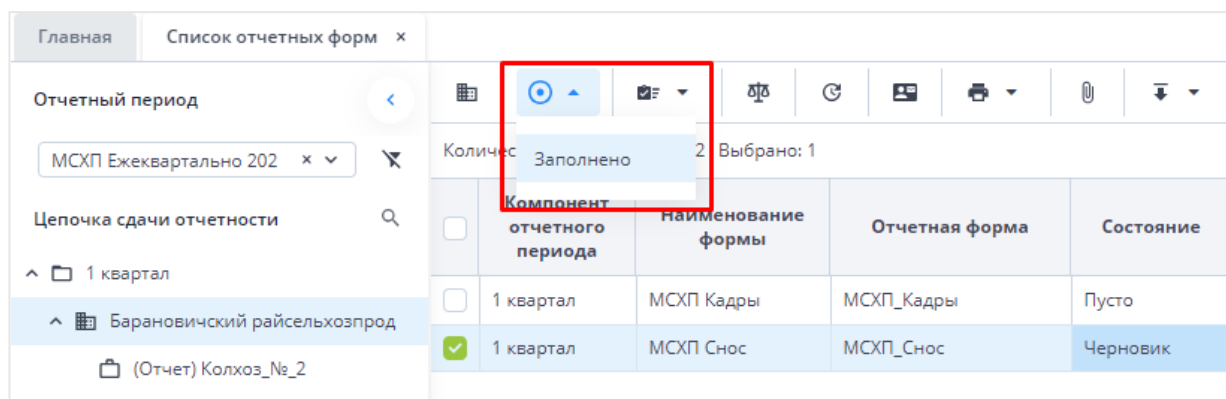 Главная
Список отчетных форм ×
Отчетный период
МСХП Ежеквартально 202 ×
Цепочка сдачи отчетности
1 квартал
Барановичский райсельхозпрод
(Отчет) Колхоз_№_2
Заполнено
2 Выбрано: 1
Компонент
отчетного
периода
Наименование
формы
Отчетная форма
Состояние
1 квартал МСХП Кадры МСХП_Кадры Пусто
1 квартал МСХП Снос МСХП_Снос Черновик